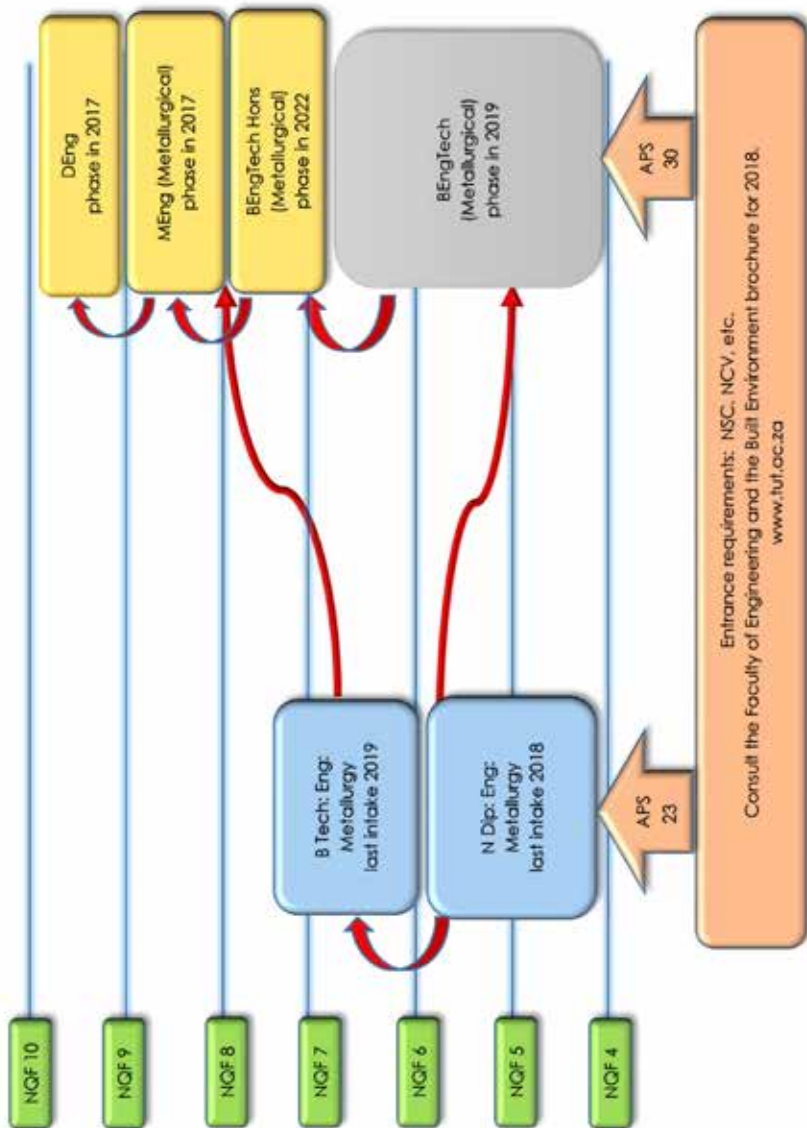 NQF 10
NQF 9
NQF 8
NQF 7
NQF 6
NQF 5
NQF 4
B Tech: Eng:
Metallurgy
last intake 2019
N Dip: Eng:
Metallurgy
last intake 2018
APS
23
DEng
phase in 2017
MEng (Metallurgical)
phase in 2017
BEngTech Hons
(Metallurgical)
phase in 2022
BEngTech
(Metallurgical)
phase in 2019
APS
30
Entrance requirements: NSC, NCV, etc.
Consult the Faculty of Engineering and the Built Environment brochure for 2018.
www.tut.ac.za